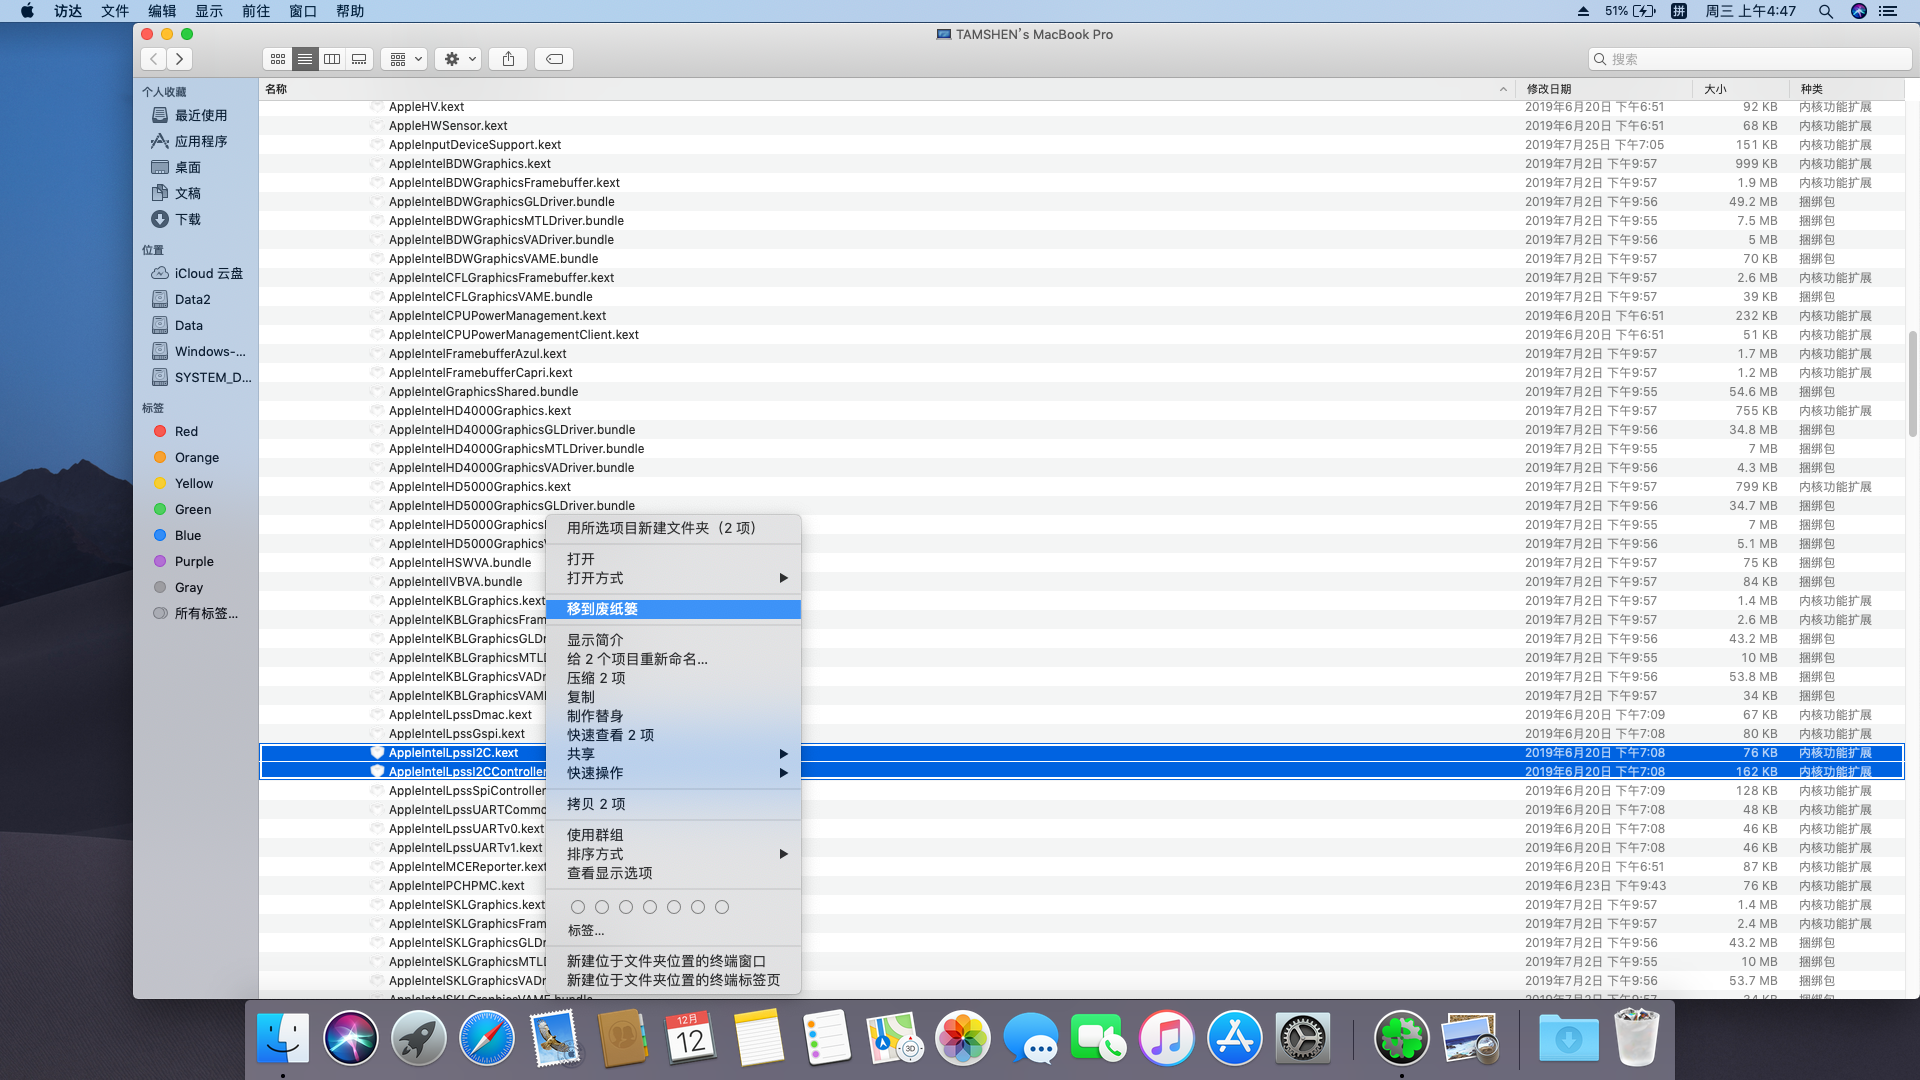 访达 文件 编辑 显示 前往 窗口 帮助 51% 拼 周三 上午4:47
TAMSHEN's MacBook Pro
搜索
个人收藏
最近使用
应用程序
桌面
文稿
下载
位置
iCloud 云盘
Data2
Data
Windows-...
SYSTEM_D...
标签
Red
Orange
Yellow
Green
Blue
Purple
Gray
所有标签...
名称 修改日期 大小 种类
AppleHV.kext 2019年6月20日 下午6:51 92 KB 内核功能扩展
AppleHWSensor.kext 2019年6月20日 下午6:51 68 KB 内核功能扩展
AppleInputDeviceSupport.kext 2019年7月25日 下午7:05 151 KB 内核功能扩展
AppleIntelBDWGraphics.kext 2019年7月2日 下午9:57 999 KB 内核功能扩展
AppleIntelBDWGraphicsFramebuffer.kext 2019年7月2日 下午9:57 1.9 MB 内核功能扩展
AppleIntelBDWGraphicsGLDriver.bundle 2019年7月2日 下午9:56 49.2 MB 捆绑包
AppleIntelBDWGraphicsMTLDriver.bundle 2019年7月2日 下午9:55 7.5 MB 捆绑包
AppleIntelBDWGraphicsVADriver.bundle 2019年7月2日 下午9:56 5 MB 捆绑包
AppleIntelBDWGraphicsVAME.bundle 2019年7月2日 下午9:56 70 KB 捆绑包
AppleIntelCFLGraphicsFramebuffer.kext 2019年7月2日 下午9:57 2.6 MB 内核功能扩展
AppleIntelCFLGraphicsVAME.bundle 2019年7月2日 下午9:57 39 KB 捆绑包
AppleIntelCPUPowerManagement.kext 2019年6月20日 下午6:51 232 KB 内核功能扩展
AppleIntelCPUPowerManagementClient.kext 2019年6月20日 下午6:51 51 KB 内核功能扩展
AppleIntelFramebufferAzul.kext 2019年7月2日 下午9:57 1.7 MB 内核功能扩展
AppleIntelFramebufferCapri.kext 2019年7月2日 下午9:57 1.2 MB 内核功能扩展
AppleIntelGraphicsShared.bundle 2019年7月2日 下午9:55 54.6 MB 捆绑包
AppleIntelHD4000Graphics.kext 2019年7月2日 下午9:57 755 KB 内核功能扩展
AppleIntelHD4000GraphicsGLDriver.bundle 2019年7月2日 下午9:56 34.8 MB 捆绑包
AppleIntelHD4000GraphicsMTLDriver.bundle 2019年7月2日 下午9:55 7 MB 捆绑包
AppleIntelHD4000GraphicsVADriver.bundle 2019年7月2日 下午9:56 4.3 MB 捆绑包
AppleIntelHD5000Graphics.kext 2019年7月2日 下午9:57 799 KB 内核功能扩展
AppleIntelHD5000GraphicsGLDriver.bundle 2019年7月2日 下午9:56 34.7 MB 捆绑包
AppleIntelHD5000Graphics 2019年7月2日 下午9:55 7 MB 捆绑包
AppleIntelHD5000Graphics 2019年7月2日 下午9:56 5.1 MB 捆绑包
AppleIntelHSWVA.bundle 2019年7月2日 下午9:56 75 KB 捆绑包
AppleIntelIVBVA.bundle 2019年7月2日 下午9:57 84 KB 捆绑包
AppleIntelKBLGraphics.kext 2019年7月2日 下午9:57 1.4 MB 内核功能扩展
AppleIntelKBLGraphicsFram 2019年7月2日 下午9:57 2.6 MB 内核功能扩展
AppleIntelKBLGraphicsGLDr 2019年7月2日 下午9:56 43.2 MB 捆绑包
AppleIntelKBLGraphicsMTL 2019年7月2日 下午9:55 10 MB 捆绑包
AppleIntelKBLGraphicsVADr 2019年7月2日 下午9:56 53.8 MB 捆绑包
AppleIntelKBLGraphicsVAM 2019年7月2日 下午9:57 34 KB 捆绑包
AppleIntelLpssDmac.kext 2019年6月20日 下午7:09 67 KB 内核功能扩展
AppleIntelLpssGspi.kext 2019年6月20日 下午7:08 80 KB 内核功能扩展
AppleIntelLpssI2C.kext 2019年6月20日 下午7:08 76 KB 内核功能扩展
AppleIntelLpssI2CController 2019年6月20日 下午7:08 162 KB 内核功能扩展
AppleIntelLpssSpiController 2019年6月20日 下午7:09 128 KB 内核功能扩展
AppleIntelLpssUARTCommo 2019年6月20日 下午7:08 48 KB 内核功能扩展
AppleIntelLpssUARTv0.kext 2019年6月20日 下午7:08 46 KB 内核功能扩展
AppleIntelLpssUARTv1.kext 2019年6月20日 下午7:08 46 KB 内核功能扩展
AppleIntelMCEReporter.kext 2019年6月20日 下午6:51 87 KB 内核功能扩展
AppleIntelPCHPMC.kext 2019年6月23日 下午9:43 76 KB 内核功能扩展
AppleIntelSKLGraphics.kext 2019年7月2日 下午9:57 1.4 MB 内核功能扩展
AppleIntelSKLGraphicsFram 2019年7月2日 下午9:57 2.4 MB 内核功能扩展
AppleIntelSKLGraphicsGLDr 2019年7月2日 下午9:56 43.2 MB 捆绑包
AppleIntelSKLGraphicsMTL 2019年7月2日 下午9:55 10 MB 捆绑包
AppleIntelSKLGraphicsVADr 2019年7月2日 下午9:56 53.7 MB 捆绑包
AppleIntelSKLGraphicsVAME.bundle 2019年7月2日 下午9:57 34 KB 捆绑包
用所选项目新建文件夹（2 项）
打开
打开方式
移到废纸篓
显示简介
给 2 个项目重新命名...
压缩 2 项
复制
制作替身
快速查看 2 项
共享
快速操作
拷贝 2 项
使用群组
排序方式
查看显示选项
标签...
新建位于文件夹位置的终端窗口
新建位于文件夹位置的终端标签页
12月
12
3D